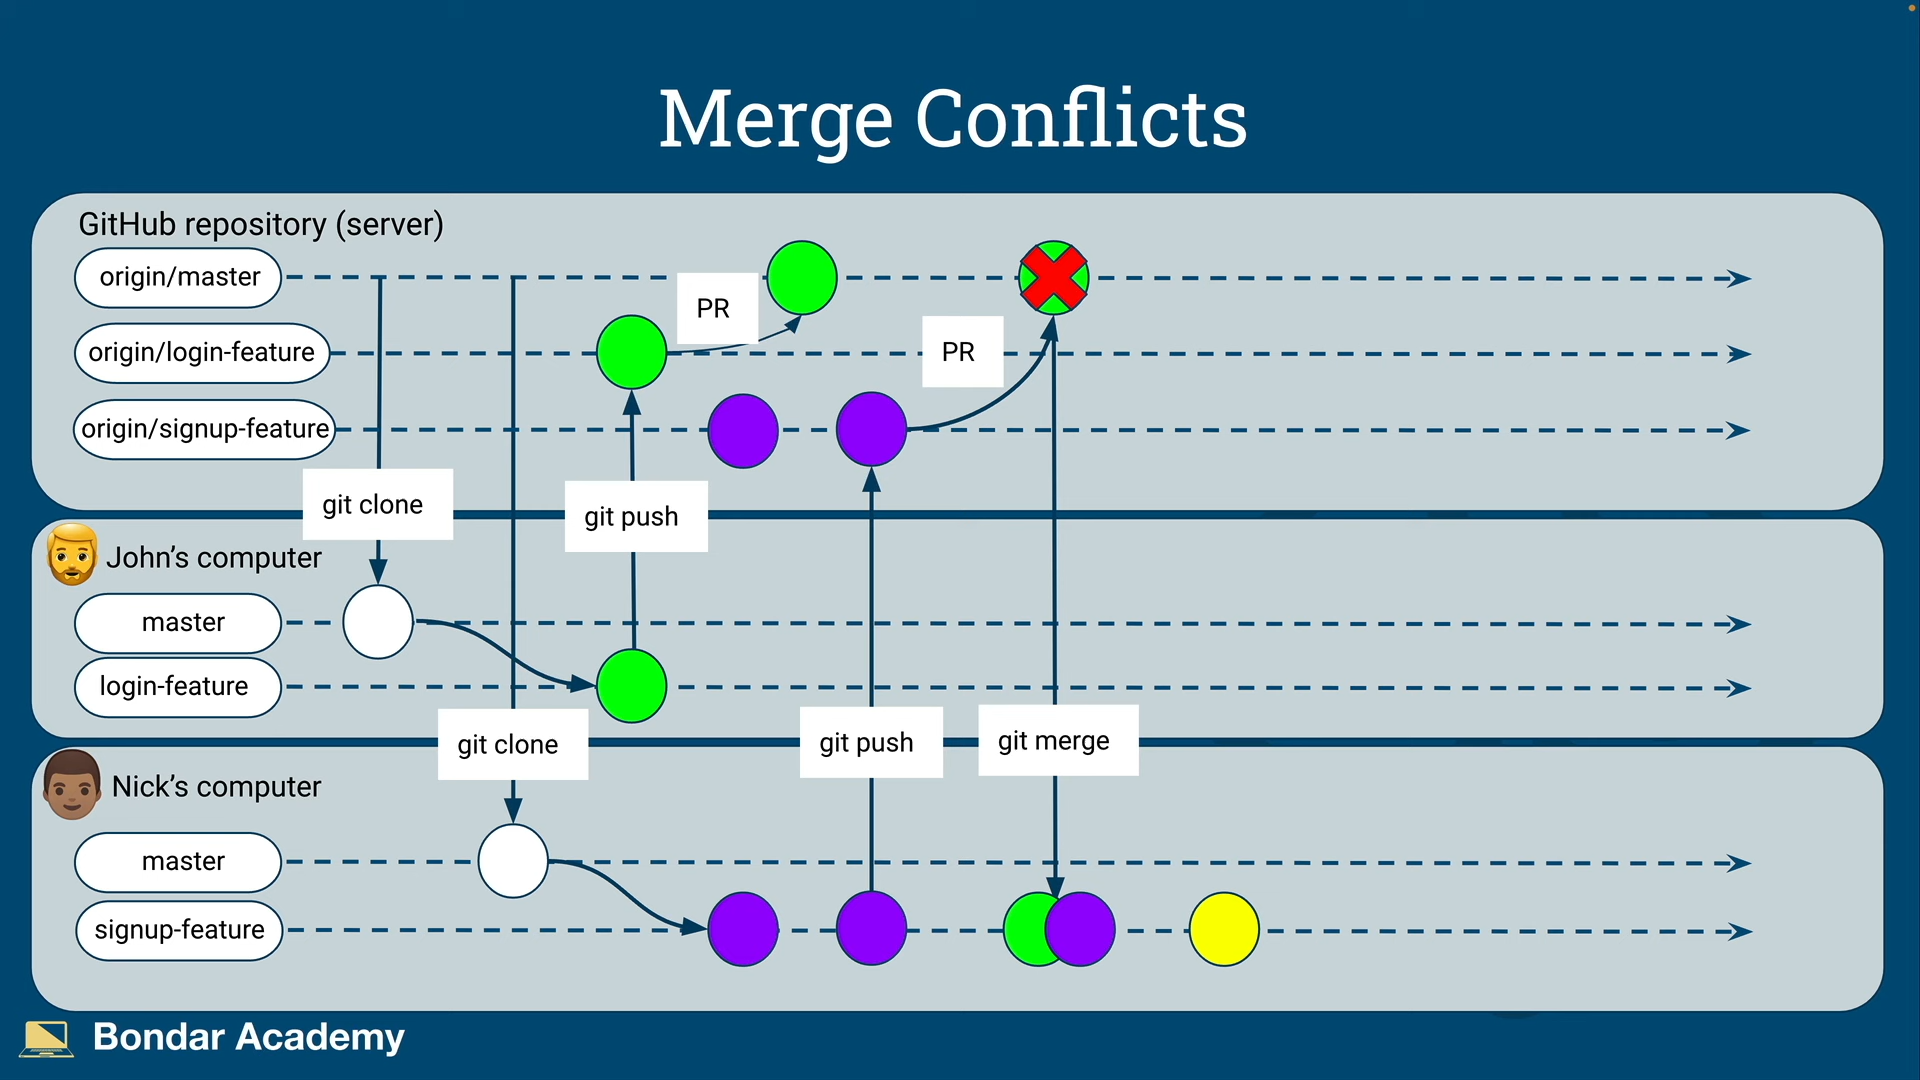 Merge Conflicts
GitHub repository (server)
origin/master
PR
origin/login-feature
PR
origin/signup-feature
git clone
git push
John's computer
master
login-feature
git clone
git push
git merge
Nick's computer
master
signup-feature
Bondar Academy